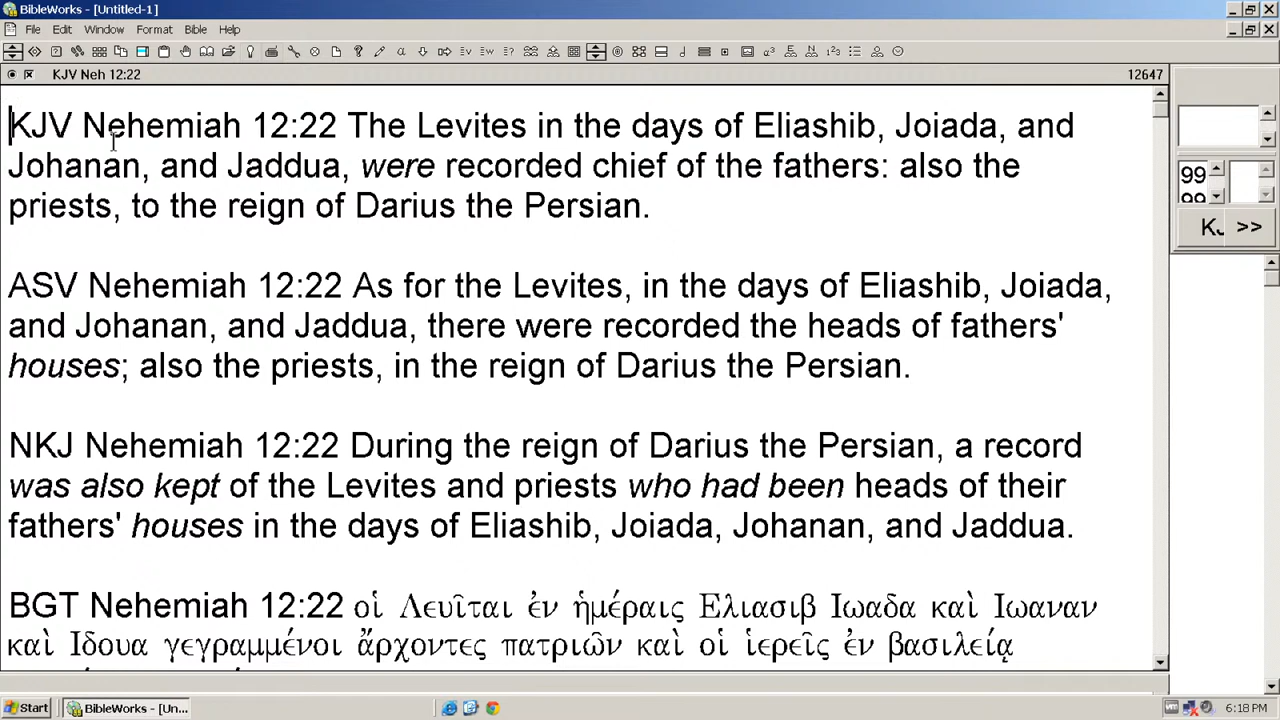 BibleWorks - [Untitled-1]
File Edit Window Format Bible Help
KJV Neh 12:22 12647
KJV Nehemiah 12:22 The Levites in the days of Eliashib, Joiada, and
Johanan, and Jaddua, were recorded chief of the fathers: also the
priests, to the reign of Darius the Persian.
ASV Nehemiah 12:22 As for the Levites, in the days of Eliashib, Joiada,
and Johanan, and Jaddua, there were recorded the heads of fathers'
houses; also the priests, in the reign of Darius the Persian.
NKJ Nehemiah 12:22 During the reign of Darius the Persian, a record
was also kept of the Levites and priests who had been heads of their
fathers' houses in the days of Eliashib, Joiada, Johanan, and Jaddua.
BGT Nehemiah 12:22 οἱ Λευῖται ἐν ἡμέραις Ελιασιβ Ιωαδα καὶ Ιωαναν
καὶ Ιδουα γεγραμμένοι ἄρχοντες πατριῶν καὶ οἱ ἱερεῖς ἐν βασιλείᾳ
99
99
>>
Start BibleWorks - [Un... 6:18 PM